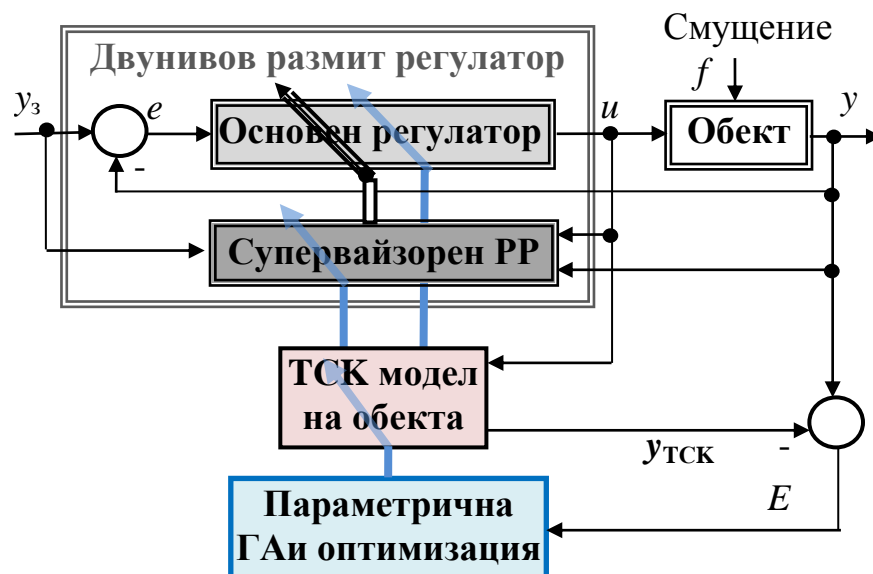 Смущение
Двунивов размит регулатор
f
yз
e
u
y
Основен регулатор
Обект
-
Супервайзорен РР
ТСК модел
на обекта
yТСК
-
E
Параметрична
ГАи оптимизация